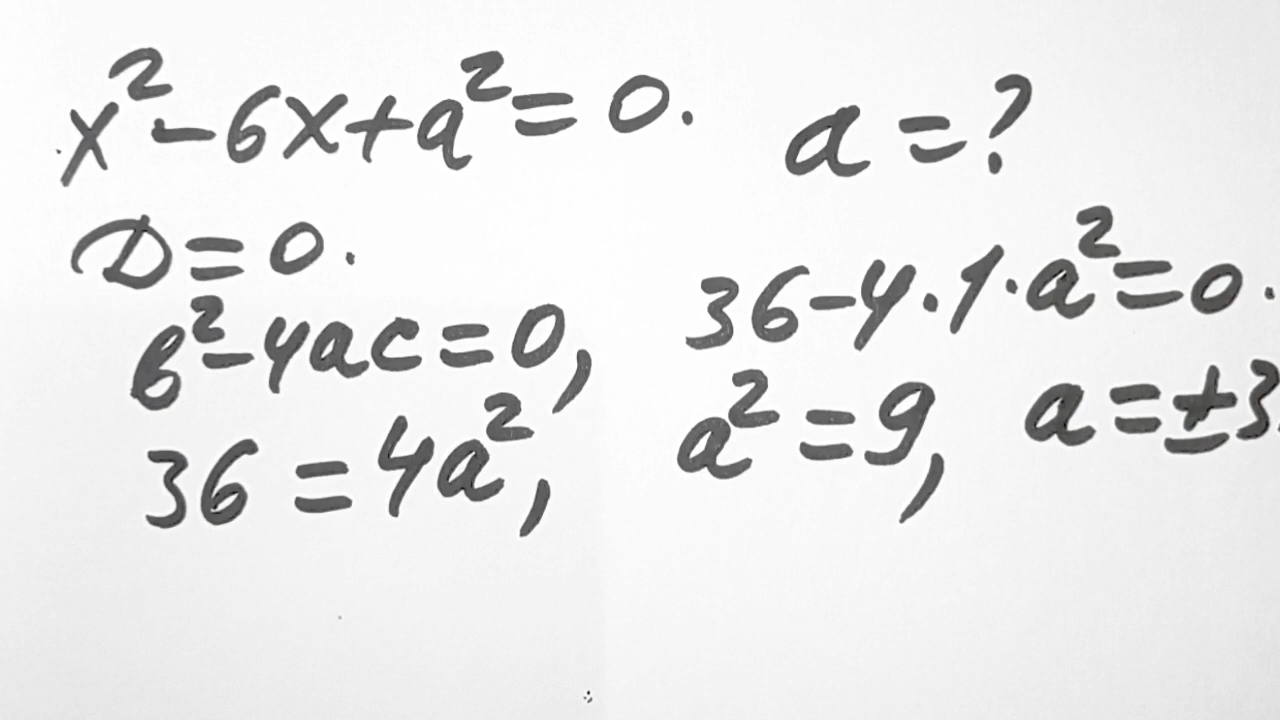 x² - 6x + a² = 0. a = ?
D = 0.
в² - 4ac = 0, 36 - 4 · 1 · a² = 0.
36 = 4a², a² = 9, a = ±3.